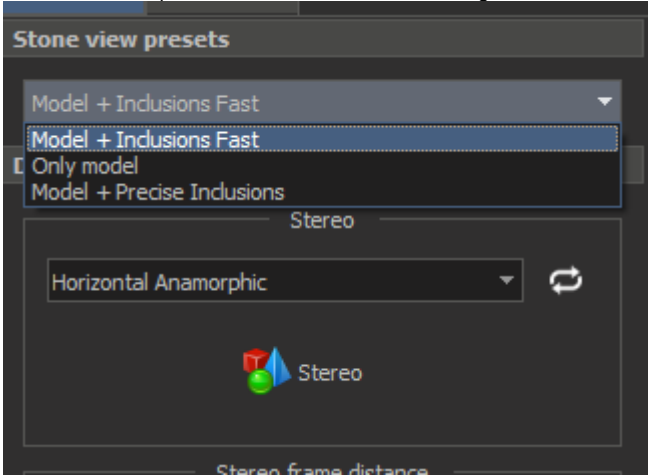 Stone view presets
Model + Inclusions Fast
Model + Inclusions Fast
Only model
Model + Precise Inclusions
Stereo
Horizontal Anamorphic
Stereo
Stereo frame distance